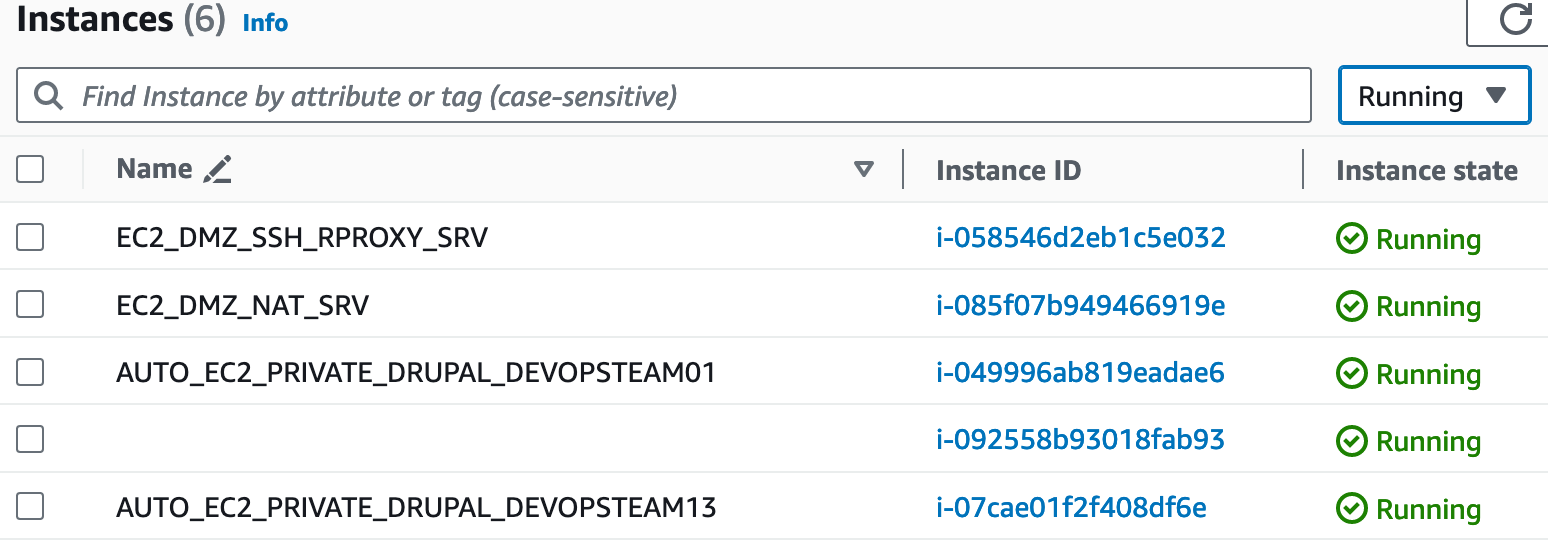 Instances (6) Info
Find Instance by attribute or tag (case-sensitive) Running
Name Instance ID Instance state
EC2_DMZ_SSH_RPROXY_SRV i-058546d2eb1c5e032 Running
EC2_DMZ_NAT_SRV i-085f07b949466919e Running
AUTO_EC2_PRIVATE_DRUPAL_DEVOPSTEAM01 i-049996ab819eadae6 Running
i-092558b93018fab93 Running
AUTO_EC2_PRIVATE_DRUPAL_DEVOPSTEAM13 i-07cae01f2f408df6e Running